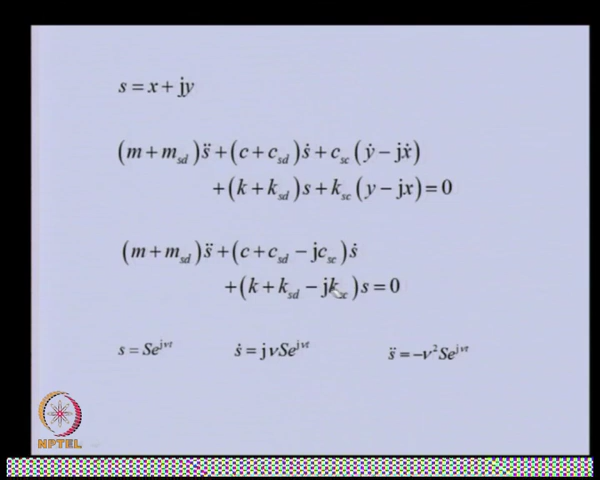 s = x + jy
(m + m_sd) s̈ + (c + c_sd) ṡ + c_sc (ẏ − jẋ)
+ (k + k_sd) s + k_sc (y − jx) = 0
(m + m_sd) s̈ + (c + c_sd − jc_sc) ṡ
+ (k + k_sd − jk_sc) s = 0
s = Se^{jνt} ṡ = jνSe^{jνt} s̈ = −ν²Se^{jνt}
NPTEL